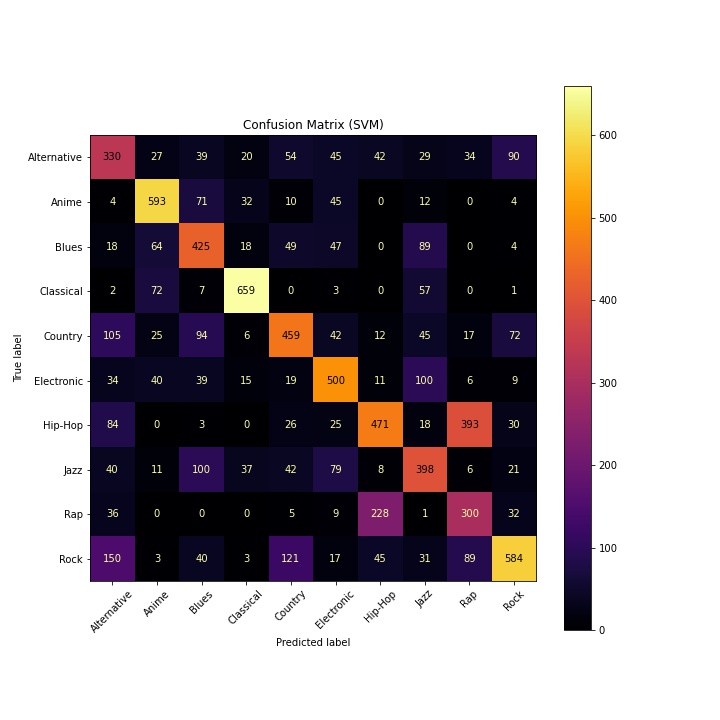 Confusion Matrix (SVM)
Alternative 330 27 39 20 54 45 42 29 34 90
Anime 4 593 71 32 10 45 0 12 0 4
Blues 18 64 425 18 49 47 0 89 0 4
Classical 2 72 7 659 0 3 0 57 0 1
Country 105 25 94 6 459 42 12 45 17 72
Electronic 34 40 39 15 19 500 11 100 6 9
Hip-Hop 84 0 3 0 26 25 471 18 393 30
Jazz 40 11 100 37 42 79 8 398 6 21
Rap 36 0 0 0 5 9 228 1 300 32
Rock 150 3 40 3 121 17 45 31 89 584
True label
Alternative Anime Blues Classical Country Electronic Hip-Hop Jazz Rap Rock
Predicted label
600
500
400
300
200
100
0